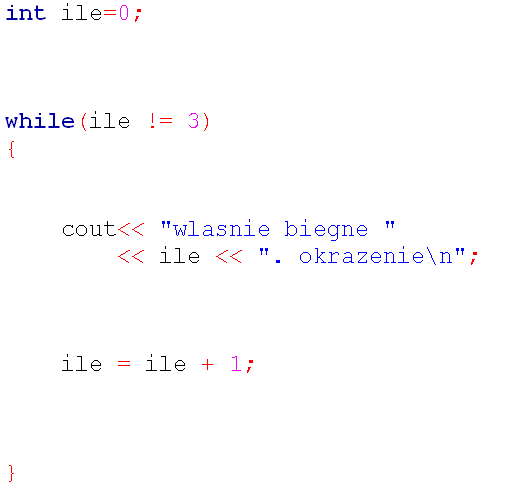 int ile=0;
while(ile != 3)
{
cout<< "wlasnie biegne "
<< ile << ". okrazenie\n";
ile = ile + 1;
}